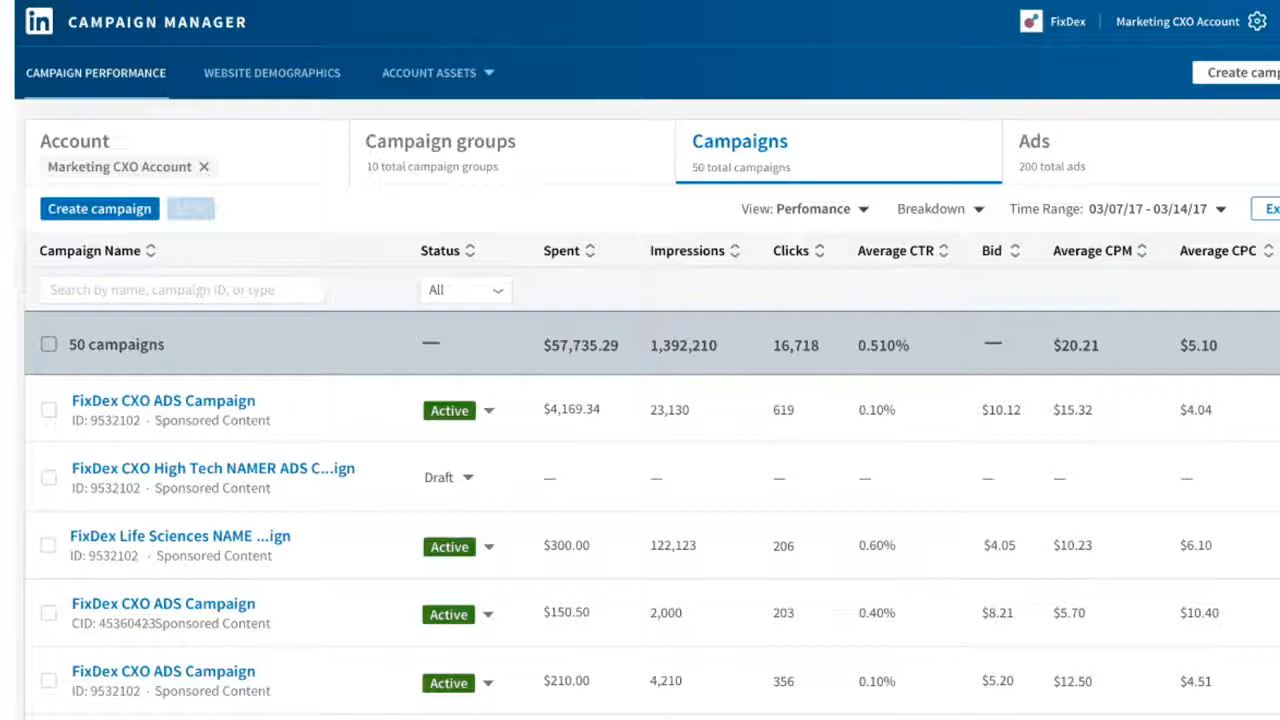 in CAMPAIGN MANAGER FixDex Marketing CXO Account
CAMPAIGN PERFORMANCE WEBSITE DEMOGRAPHICS ACCOUNT ASSETS Create camp
Account Campaign groups Campaigns Ads
Marketing CXO Account ✕ 10 total campaign groups 50 total campaigns 200 total ads
Create campaign View: Perfomance Breakdown Time Range: 03/07/17 - 03/14/17 Ex
Campaign Name Status Spent Impressions Clicks Average CTR Bid Average CPM Average CPC
Search by name, campaign ID, or type All
50 campaigns — $57,735.29 1,392,210 16,718 0.510% — $20.21 $5.10
FixDex CXO ADS Campaign
ID: 9532102 · Sponsored Content Active $4,169.34 23,130 619 0.10% $10.12 $15.32 $4.04
FixDex CXO High Tech NAMER ADS C...ign
ID: 9532102 · Sponsored Content Draft — — — — — — —
FixDex Life Sciences NAME ...ign
ID: 9532102 · Sponsored Content Active $300.00 122,123 206 0.60% $4.05 $10.23 $6.10
FixDex CXO ADS Campaign
CID: 45360423Sponsored Content Active $150.50 2,000 203 0.40% $8.21 $5.70 $10.40
FixDex CXO ADS Campaign
ID: 9532102 · Sponsored Content Active $210.00 4,210 356 0.10% $5.20 $12.50 $4.51